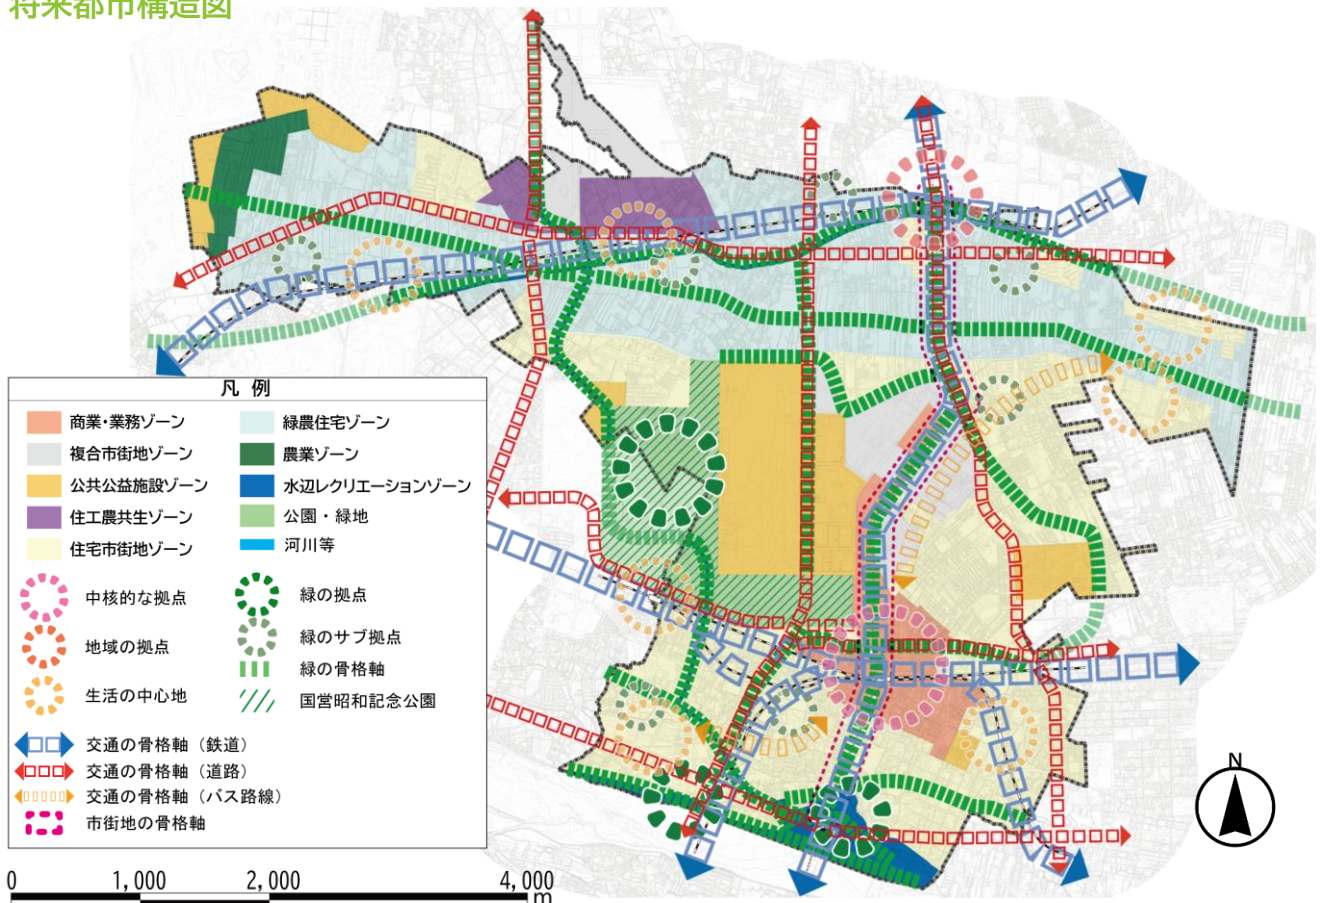 将来都市構造図
N
凡 例
商業・業務ゾーン
緑農住宅ゾーン
複合市街地ゾーン
農業ゾーン
公共公益施設ゾーン
水辺レクリエーションゾーン
住工農共生ゾーン
公園・緑地
住宅市街地ゾーン
河川等
中核的な拠点
緑の拠点
地域の拠点
緑のサブ拠点
緑の骨格軸
生活の中心地
国営昭和記念公園
交通の骨格軸（鉄道）
交通の骨格軸（道路）
交通の骨格軸（バス路線）
市街地の骨格軸
0 1,000 2,000 4,000
m